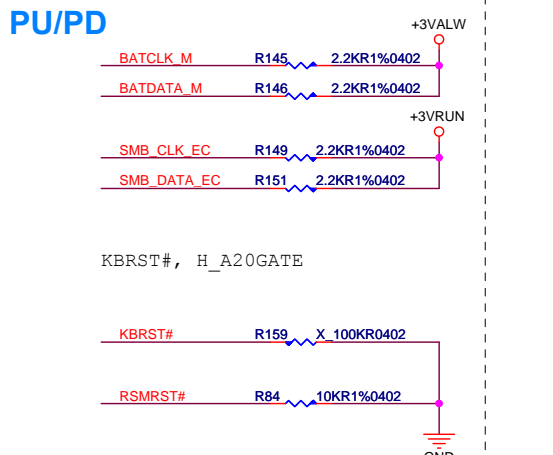 PU/PD
+3VALW
BATCLK_M R145 2.2KR1%0402
BATDATA_M R146 2.2KR1%0402
+3VRUN
SMB_CLK_EC R149 2.2KR1%0402
SMB_DATA_EC R151 2.2KR1%0402
KBRST#, H_A20GATE
KBRST# R159 X_100KR0402
RSMRST# R84 10KR1%0402
GND